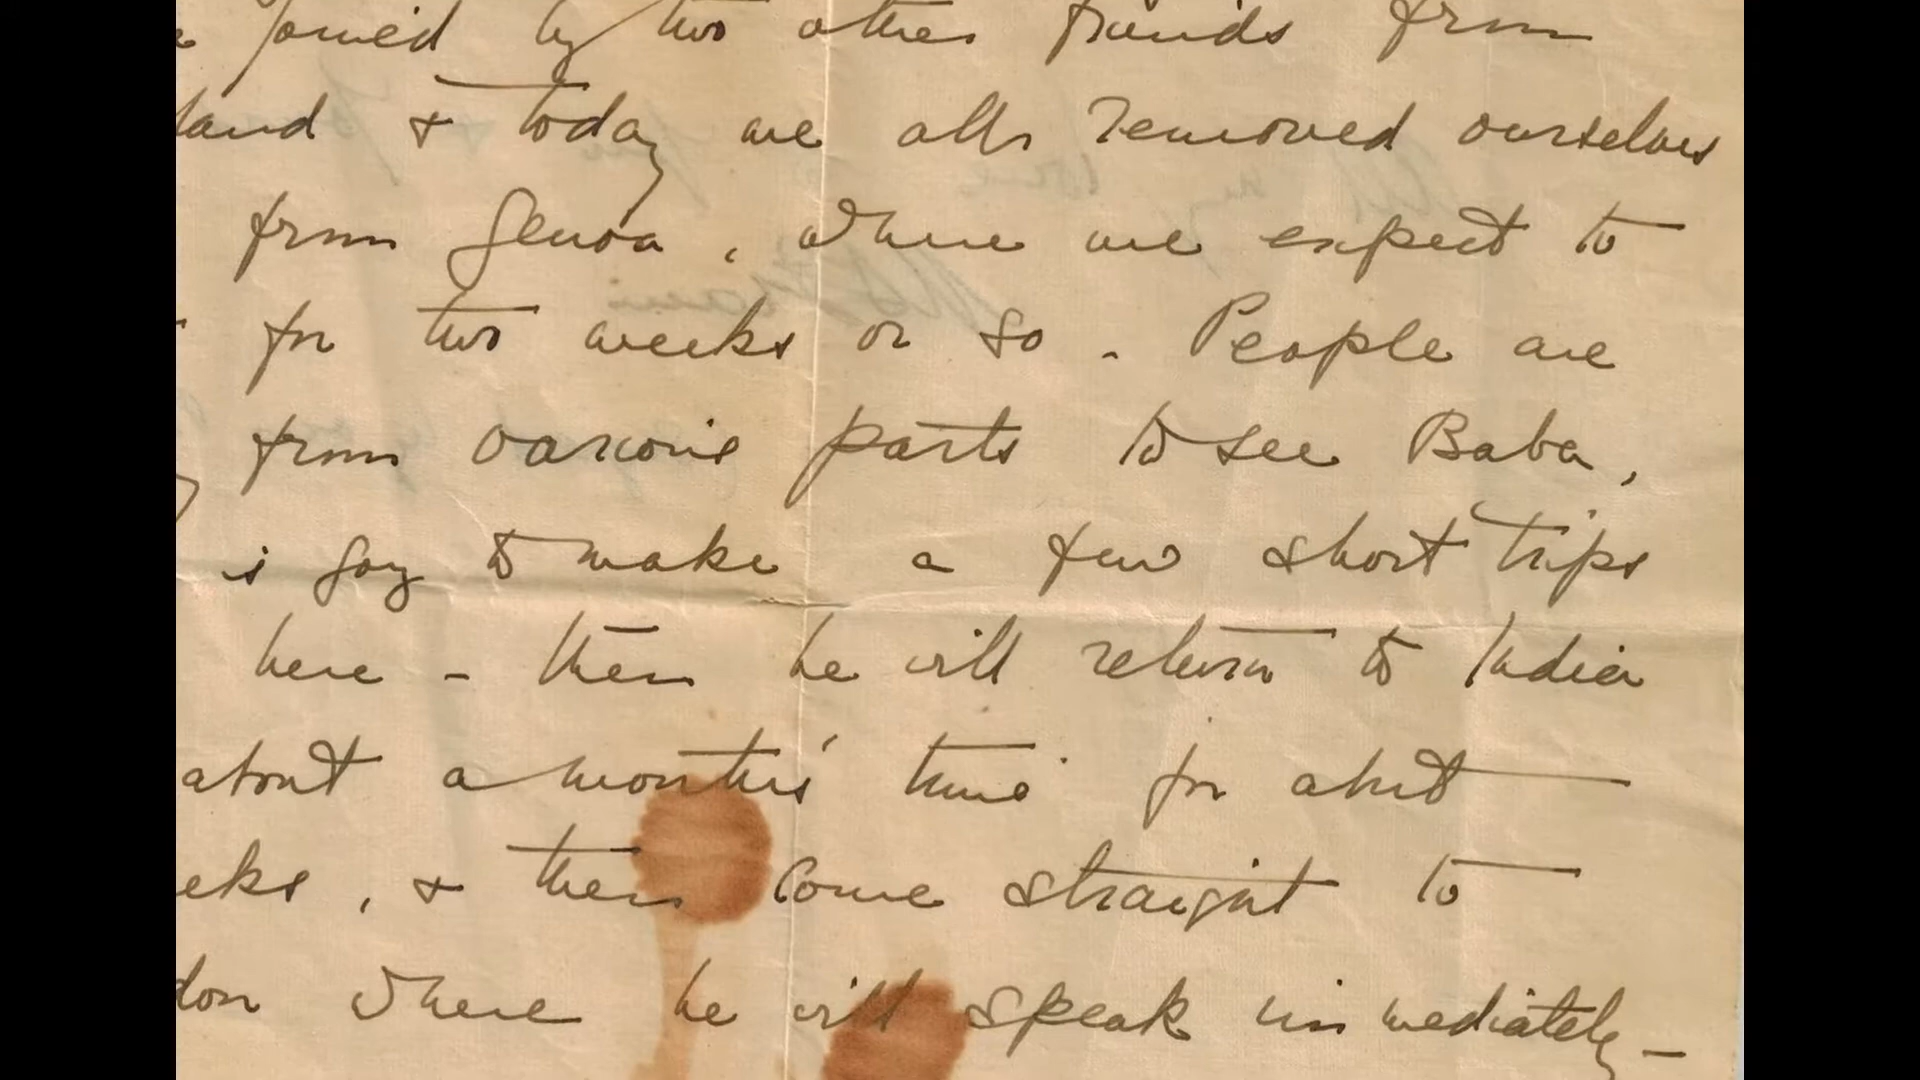 joined by two other friends from
land & today we all removed ourselves
from Genoa, where we expect to
for two weeks or so - People are
from various parts to see Baba,
is to make a few short trips
here - then he will return to India
about a months' time for about
eks, & then come straight to
don where he will speak immediately -